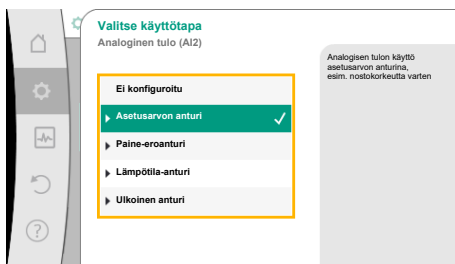 Valitse käyttötapa
Analoginen tulo (AI2)
Ei konfiguroitu
Asetusarvon anturi
Paine-eroanturi
Lämpötila-anturi
Ulkoinen anturi
Analogisen tulon käyttö
asetusarvon anturina,
esim. nostokorkeutta varten
?